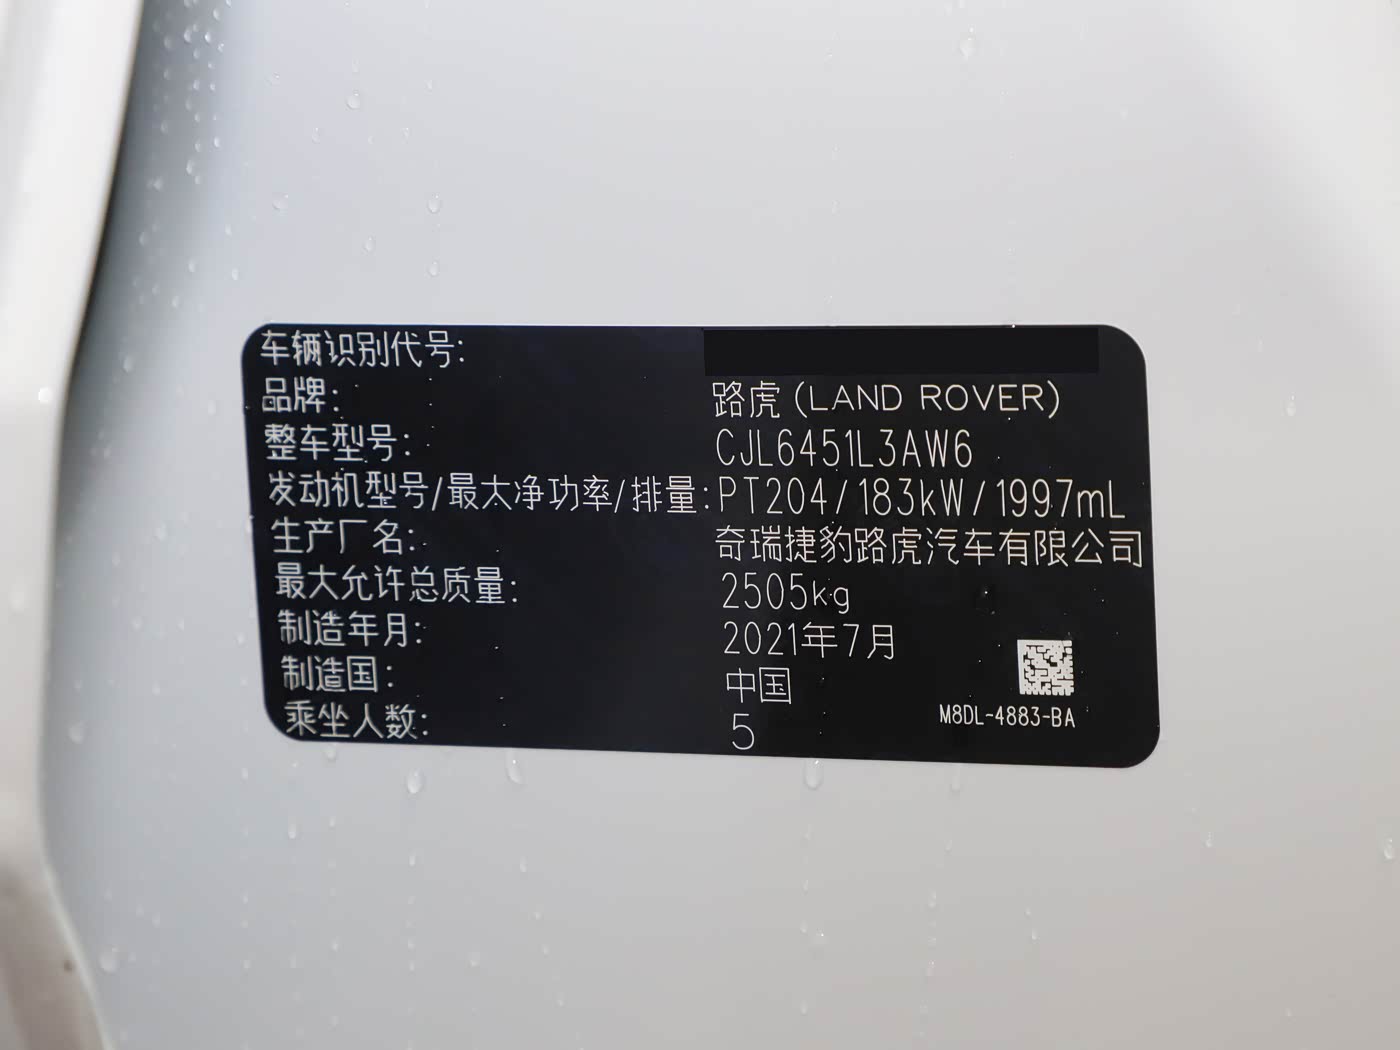 车辆识别代号:
品牌: 路虎 (LAND ROVER)
整车型号: CJL6451L3AW6
发动机型号/最大净功率/排量: PT204/183kW/1997mL
生产厂名: 奇瑞捷豹路虎汽车有限公司
最大允许总质量: 2505kg
制造年月: 2021年7月
制造国: 中国
乘坐人数: 5
M8DL-4883-BA